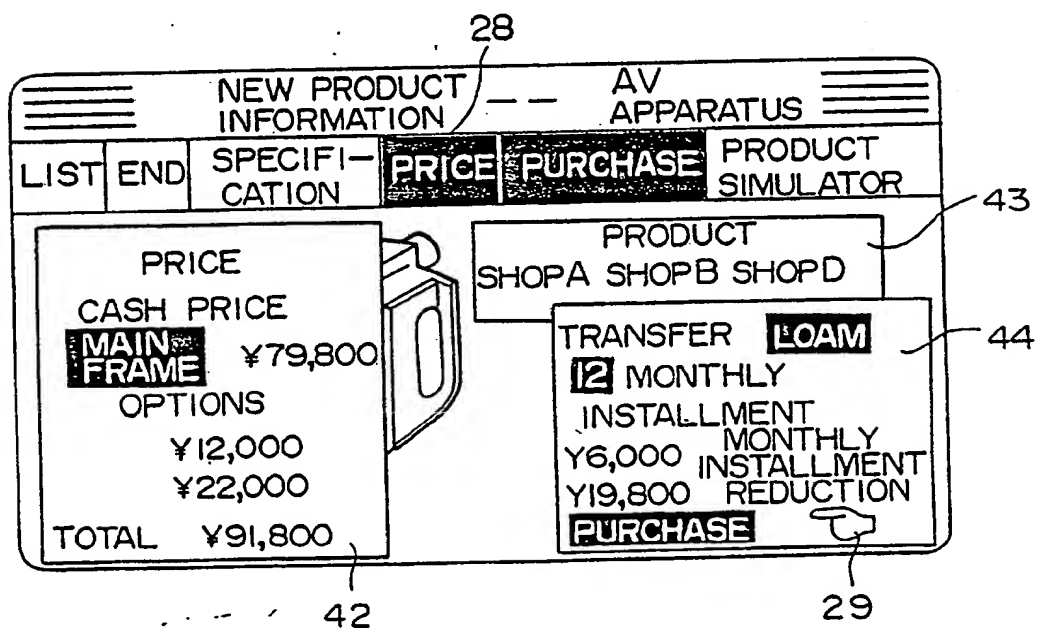 28
NEW PRODUCT INFORMATION -- AV APPARATUS
LIST END SPECIFI-CATION PRICE PURCHASE PRODUCT SIMULATOR
43
PRODUCT
SHOPA SHOPB SHOPD
PRICE
CASH PRICE
MAIN FRAME ¥79,800
OPTIONS
¥12,000
¥22,000
TOTAL ¥91,800
TRANSFER LOAM
44
12 MONTHLY
INSTALLMENT
Y6,000 MONTHLY INSTALLMENT
Y19,800 REDUCTION
PURCHASE
42
29